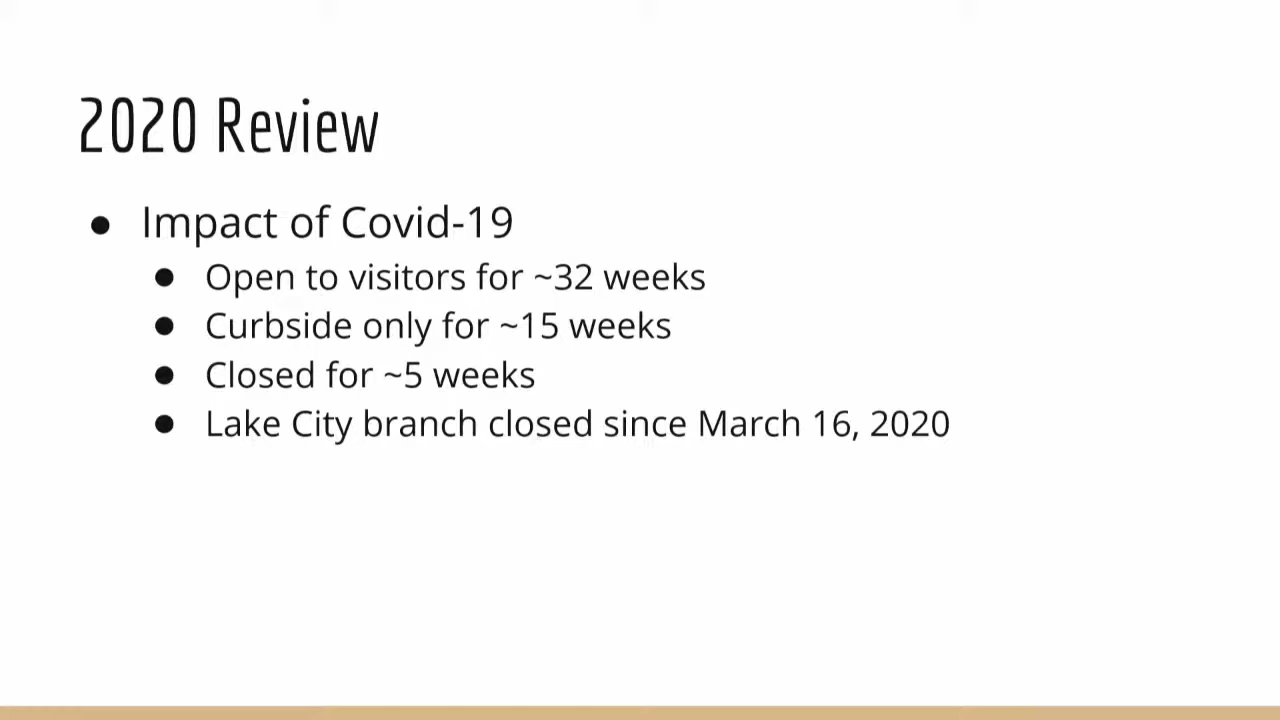 2020 Review
● Impact of Covid-19
● Open to visitors for ~32 weeks
● Curbside only for ~15 weeks
● Closed for ~5 weeks
● Lake City branch closed since March 16, 2020